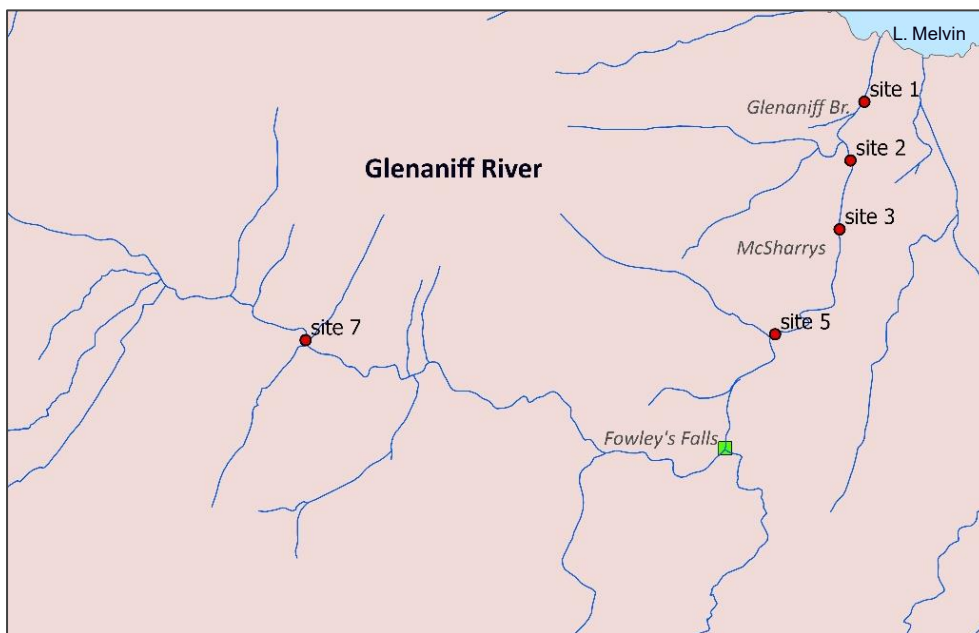 L. Melvin
site 1
Glenaniff Br.
site 2
Glenaniff River
site 3
McSharrys
site 5
site 7
Fowley's Falls